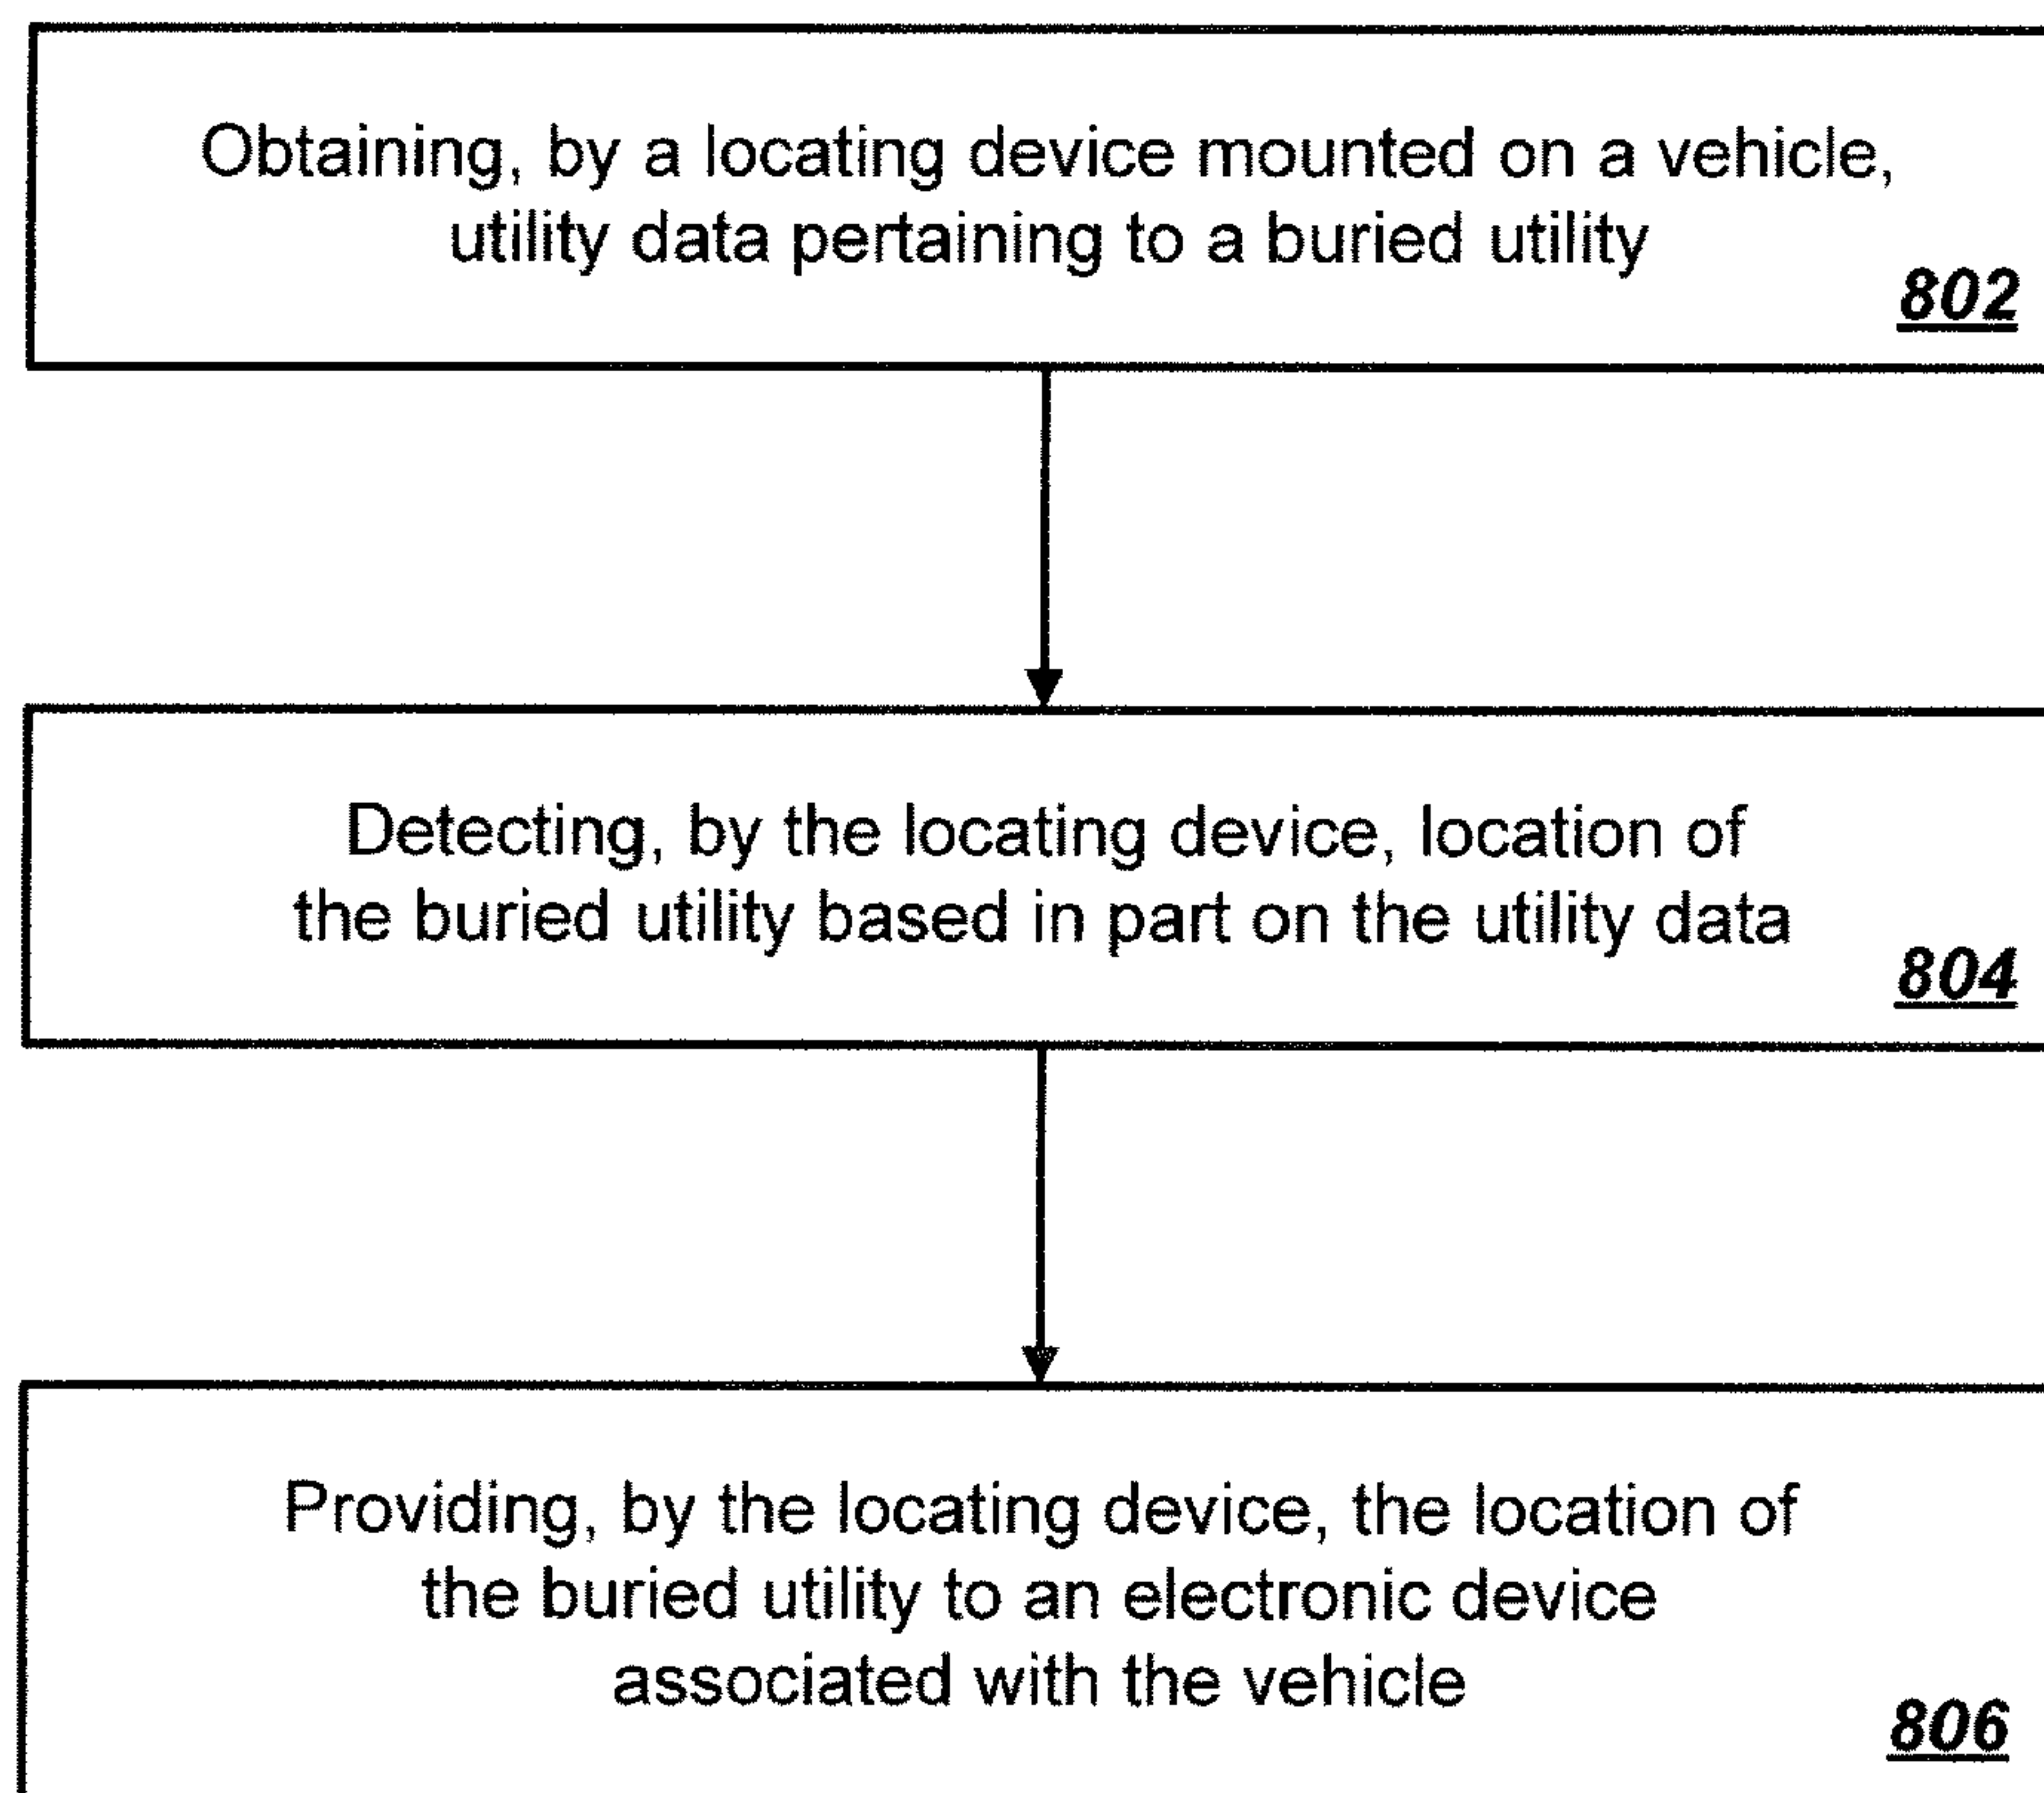 Obtaining, by a locating device mounted on a vehicle,
utility data pertaining to a buried utility
802
Detecting, by the locating device, location of
the buried utility based in part on the utility data
804
Providing, by the locating device, the location of
the buried utility to an electronic device
associated with the vehicle
806